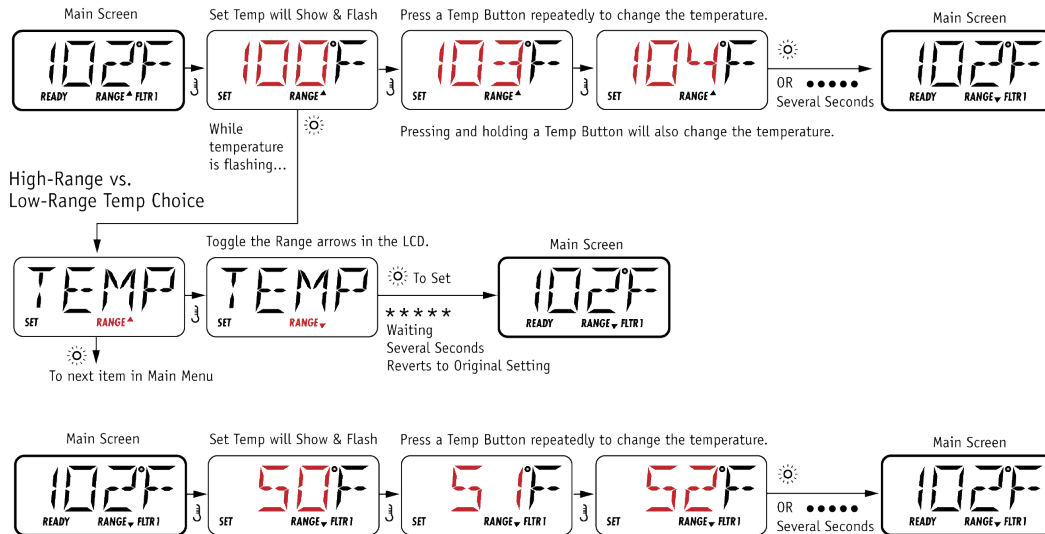 Main Screen
Set Temp will Show & Flash
Press a Temp Button repeatedly to change the temperature.
Main Screen
102°F
READY RANGE FLTR1
100°F
SET RANGE
103°F
SET RANGE
104°F
SET RANGE
OR
Several Seconds
102°F
READY RANGE FLTR1
While
temperature
is flashing...
Pressing and holding a Temp Button will also change the temperature.
High-Range vs.
Low-Range Temp Choice
Toggle the Range arrows in the LCD.
Main Screen
TEMP
SET RANGE
TEMP
SET RANGE
To Set
*****
Waiting
Several Seconds
Reverts to Original Setting
102°F
READY RANGE FLTR1
To next item in Main Menu
Main Screen
Set Temp will Show & Flash
Press a Temp Button repeatedly to change the temperature.
Main Screen
102°F
READY RANGE FLTR1
50°F
SET RANGE FLTR1
51°F
SET RANGE FLTR1
52°F
SET RANGE FLTR1
OR
Several Seconds
102°F
READY RANGE FLTR1